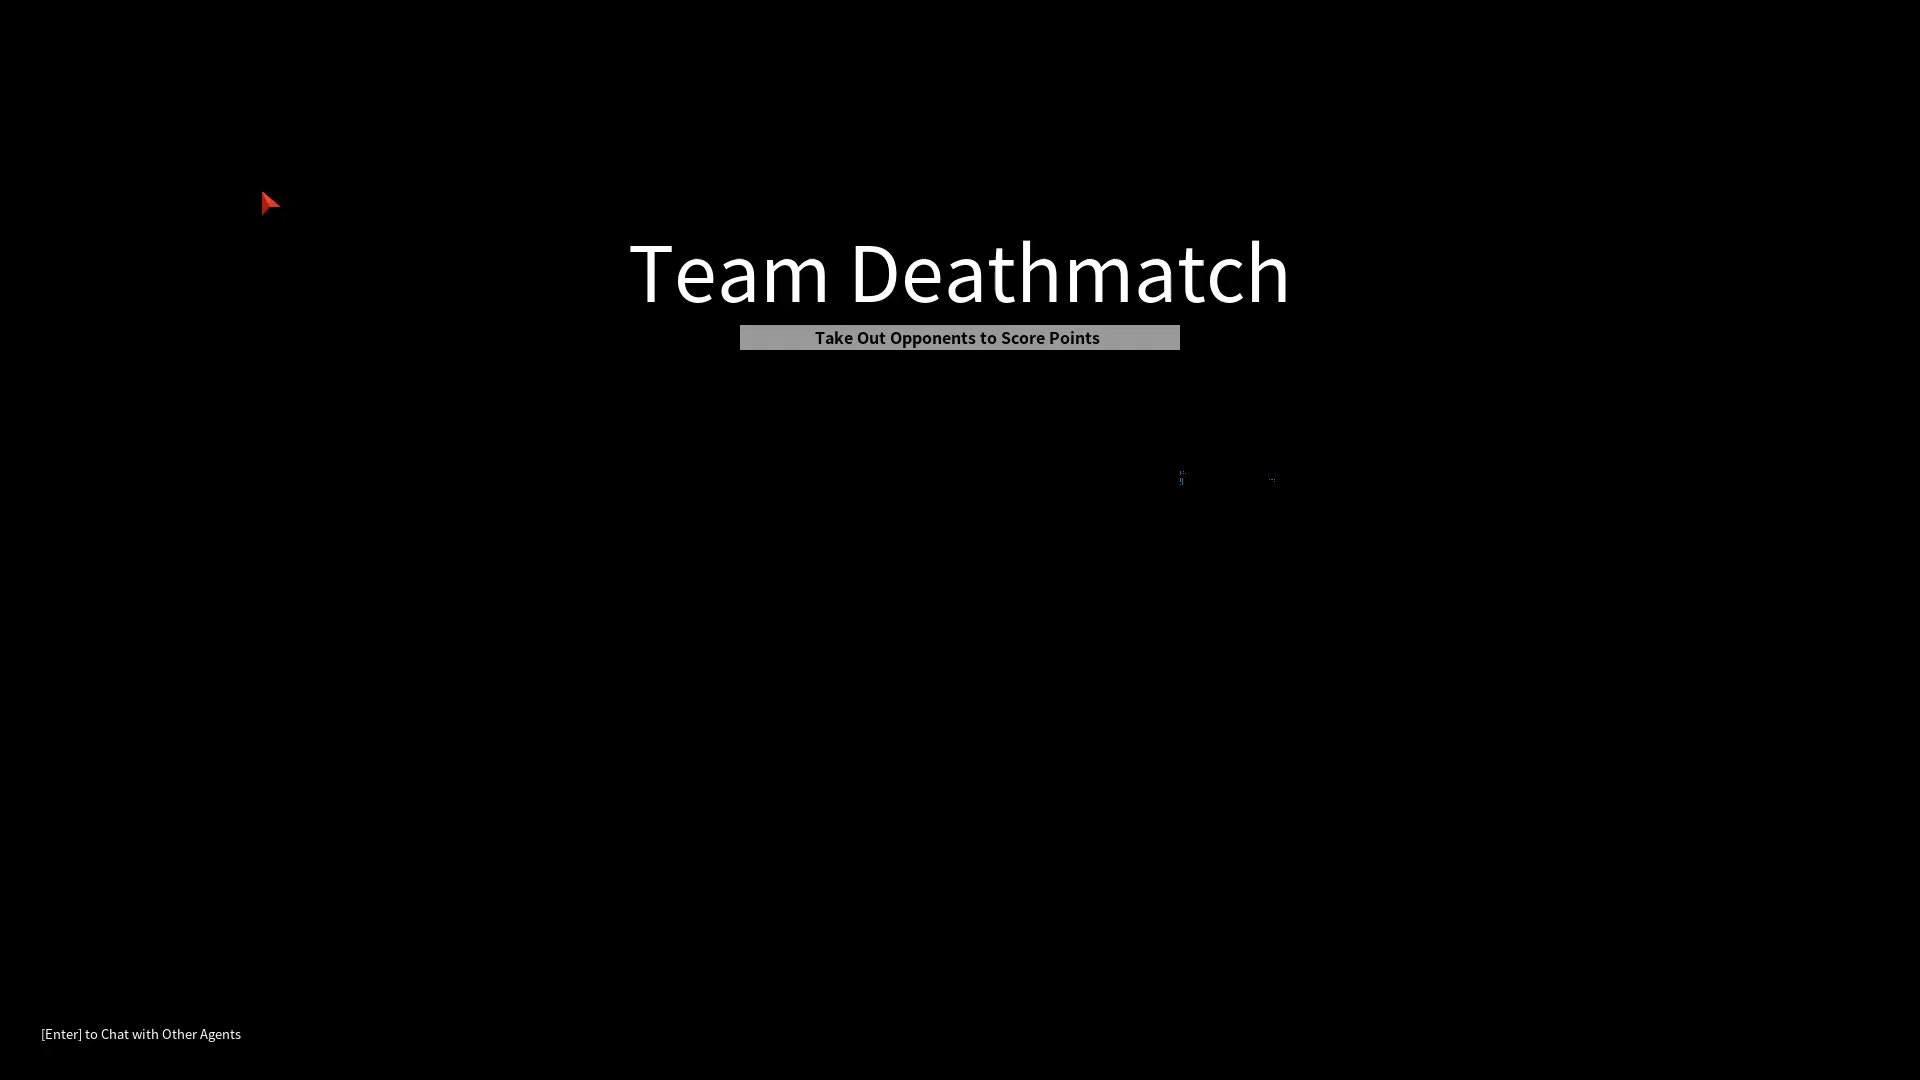 Team Deathmatch
Take Out Opponents to Score Points
[Enter] to Chat with Other Agents